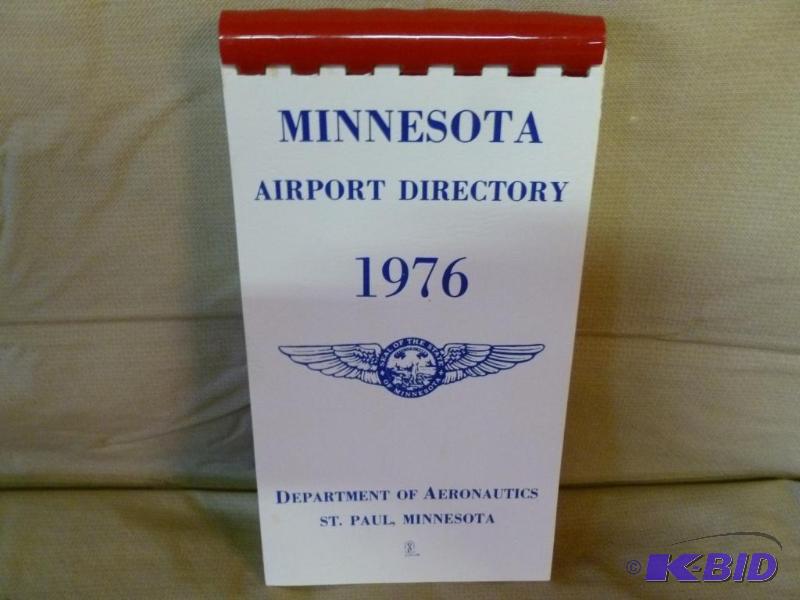 MINNESOTA
AIRPORT DIRECTORY
1976
SEAL OF THE STATE
OF MINNESOTA
DEPARTMENT OF AERONAUTICS
ST. PAUL, MINNESOTA
© K-BID